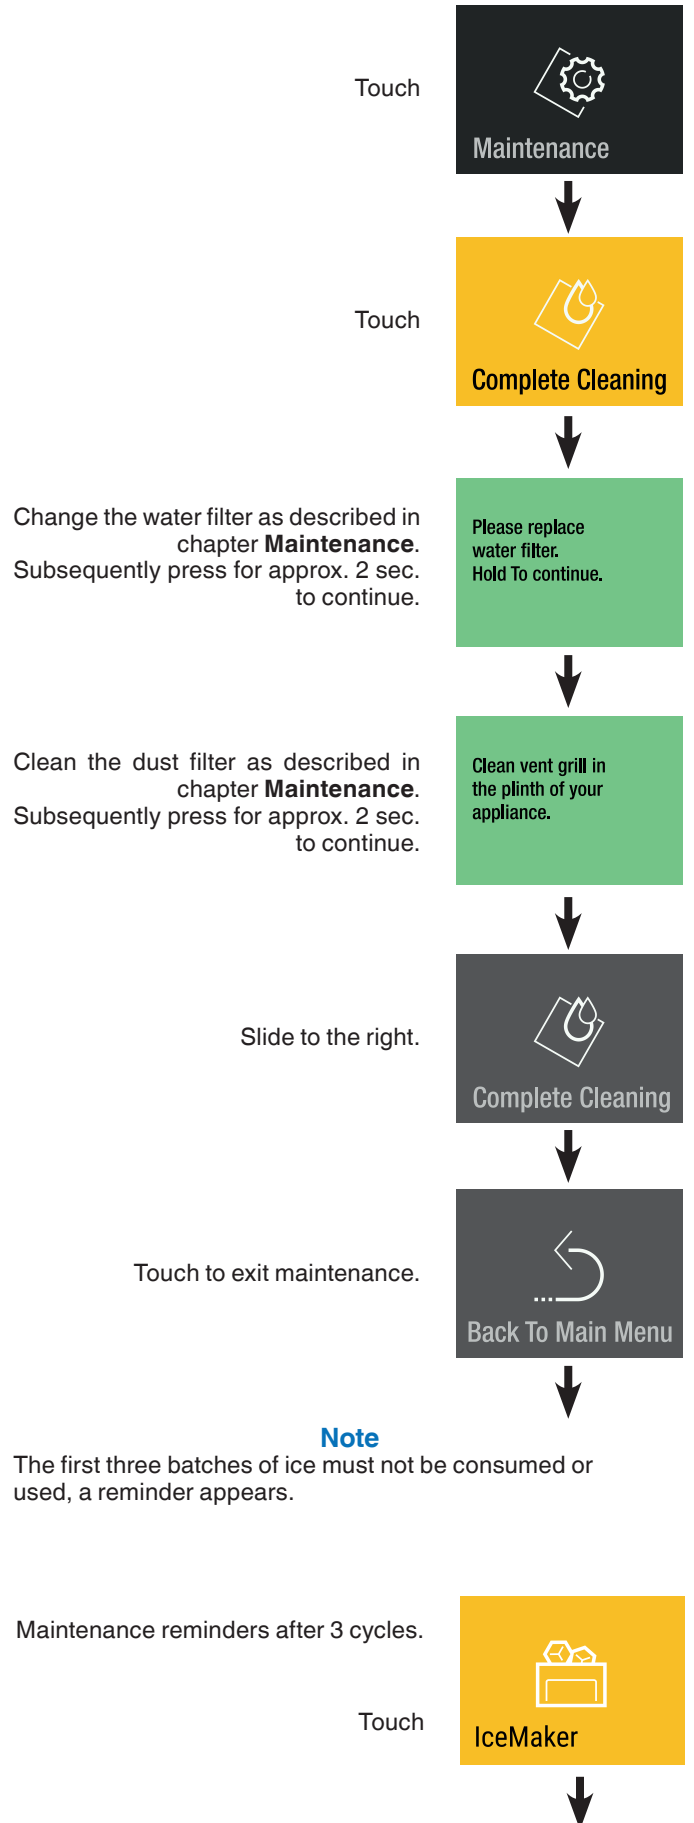 Touch
Maintenance
Touch
Complete Cleaning
Change the water filter as described in
chapter Maintenance.
Subsequently press for approx. 2 sec.
to continue.
Please replace
water filter.
Hold To continue.
Clean the dust filter as described in
chapter Maintenance.
Subsequently press for approx. 2 sec.
to continue.
Clean vent grill in
the plinth of your
appliance.
Slide to the right.
Complete Cleaning
Touch to exit maintenance.
Back To Main Menu
Note
The first three batches of ice must not be consumed or
used, a reminder appears.
Maintenance reminders after 3 cycles.
Touch
IceMaker